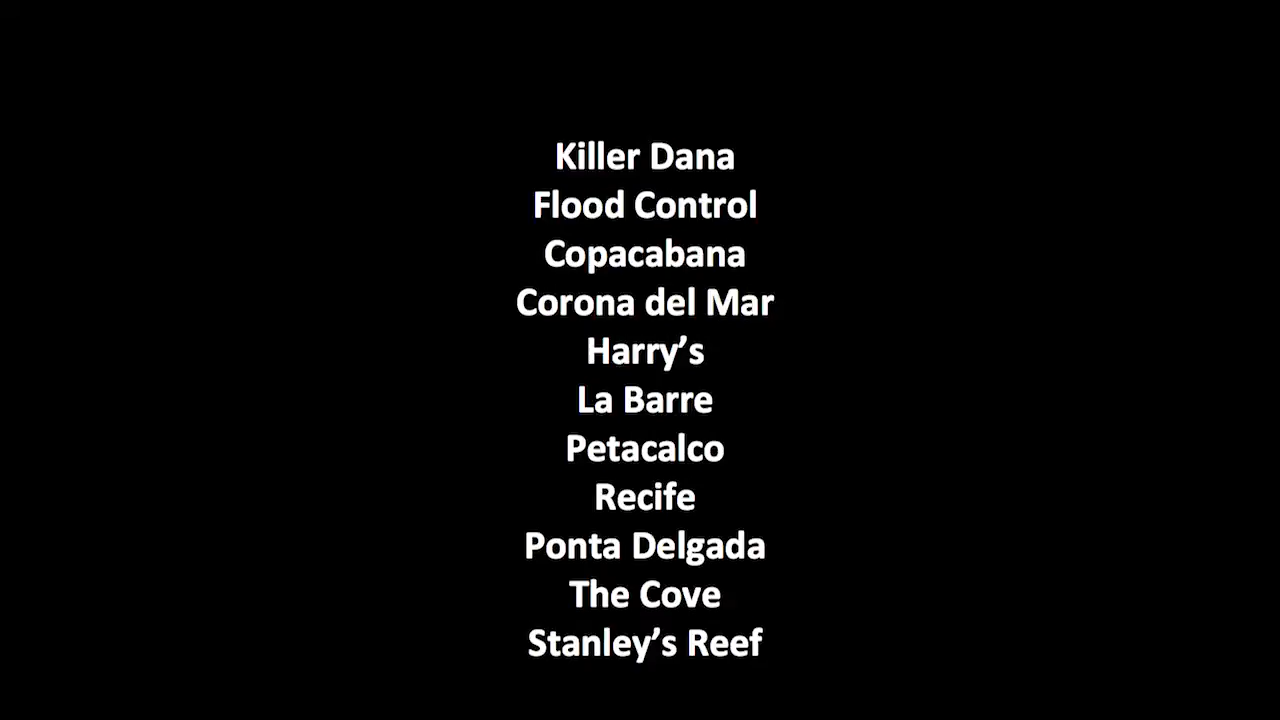 Killer Dana
Flood Control
Copacabana
Corona del Mar
Harry’s
La Barre
Petacalco
Recife
Ponta Delgada
The Cove
Stanley’s Reef